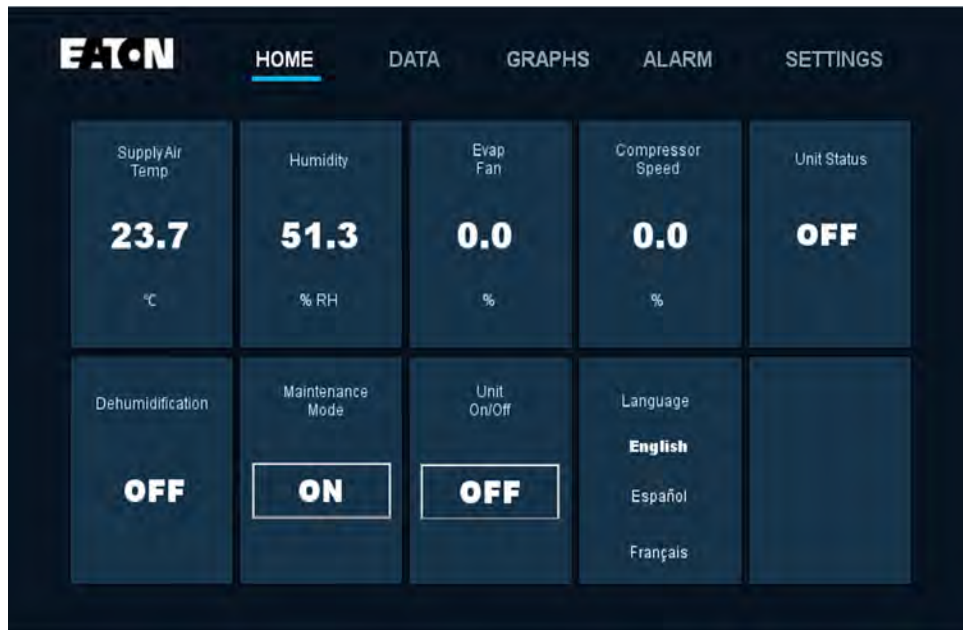 EATON
HOME
DATA
GRAPHS
ALARM
SETTINGS
Supply Air
Temp
23.7
℃
Humidity
51.3
% RH
Evap
Fan
0.0
%
Compressor
Speed
0.0
%
Unit Status
OFF
Dehumidification
OFF
Maintenance
Mode
ON
Unit
On/Off
OFF
Language
English
Español
Français